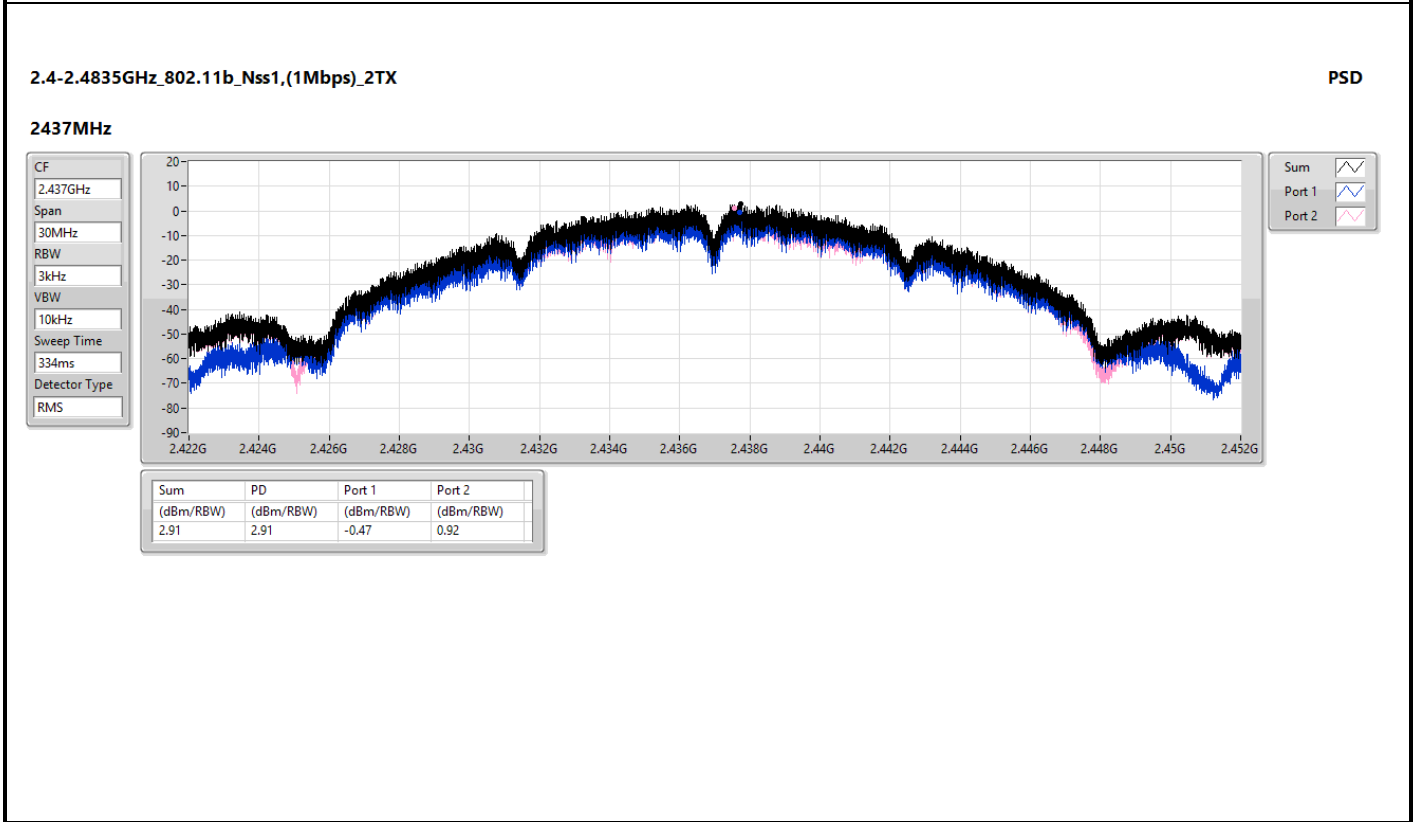 2.4-2.4835GHz_802.11b_Nss1,(1Mbps)_2TX PSD
2437MHz
CF
2.437GHz
Span
30MHz
RBW
3kHz
VBW
10kHz
Sweep Time
334ms
Detector Type
RMS
20
10
0
-10
-20
-30
-40
-50
-60
-70
-80
-90
2.422G 2.424G 2.426G 2.428G 2.43G 2.432G 2.434G 2.436G 2.438G 2.44G 2.442G 2.444G 2.446G 2.448G 2.45G 2.452G
Sum
Port 1
Port 2
Sum PD Port 1 Port 2
(dBm/RBW) (dBm/RBW) (dBm/RBW) (dBm/RBW)
2.91 2.91 -0.47 0.92